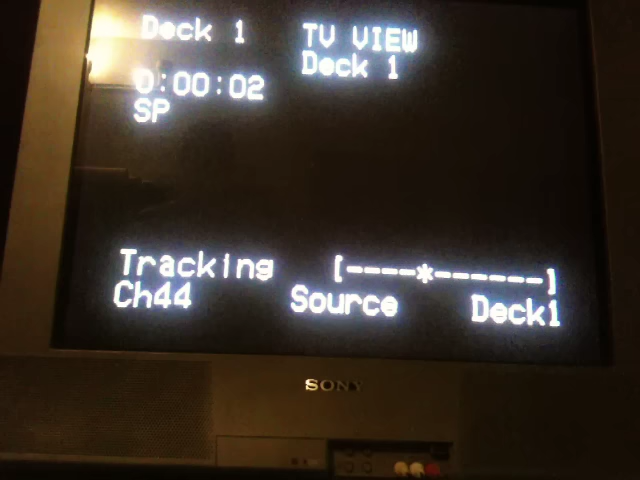 Deck 1
TV VIEW
Deck 1
0:00:02
SP
Tracking [----*------]
Ch44 Source Deck1
SONY